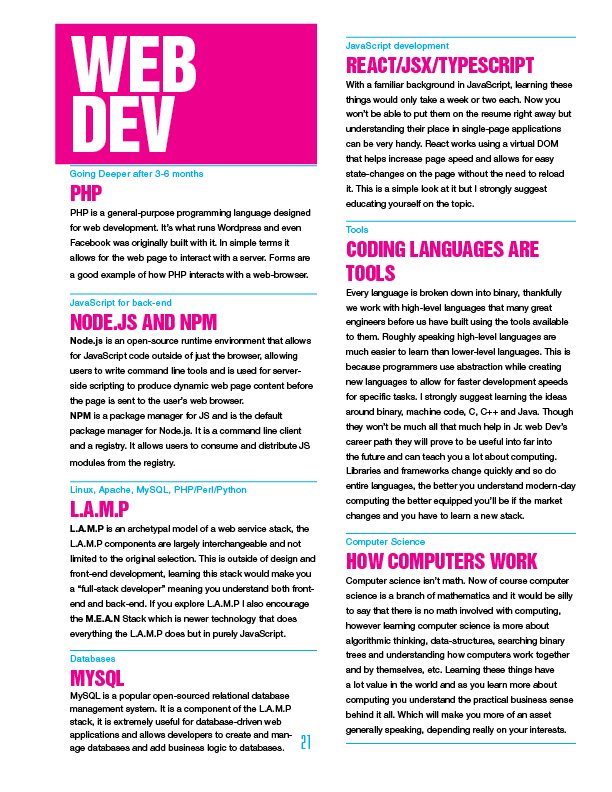 WEB
DEV
Going Deeper after 3-6 months
PHP
PHP is a general-purpose programming language designed
for web development. It's what runs Wordpress and even
Facebook was originally built with it. In simple terms it
allows for the web page to interact with a server. Forms are
a good example of how PHP interacts with a web-browser.
JavaScript for back-end
NODE.JS AND NPM
Node.js is an open-source runtime environment that allows
for JavaScript code outside of just the browser, allowing
users to write command line tools and is used for server-
side scripting to produce dynamic web page content before
the page is sent to the user's web browser.
NPM is a package manager for JS and is the default
package manager for Node.js. It is a command line client
and a registry. It allows users to consume and distribute JS
modules from the registry.
Linux, Apache, MySQL, PHP/Perl/Python
L.A.M.P
L.A.M.P is an archetypal model of a web service stack, the
L.A.M.P components are largely interchangeable and not
limited to the original selection. This is outside of design and
front-end development, learning this stack would make you
a "full-stack developer" meaning you understand both front-
end and back-end. If you explore L.A.M.P I also encourage
the M.E.A.N Stack which is newer technology that does
everything the L.A.M.P does but in purely JavaScript.
Databases
MYSQL
MySQL is a popular open-sourced relational database
management system. It is a component of the L.A.M.P
stack, it is extremely useful for database-driven web
applications and allows developers to create and man-
age databases and add business logic to databases.
21
JavaScript development
REACT/JSX/TYPESCRIPT
With a familiar background in JavaScript, learning these
things would only take a week or two each. Now you
won't be able to put them on the resume right away but
understanding their place in single-page applications
can be very handy. React works using a virtual DOM
that helps increase page speed and allows for easy
state-changes on the page without the need to reload
it. This is a simple look at it but I strongly suggest
educating yourself on the topic.
Tools
CODING LANGUAGES ARE
TOOLS
Every language is broken down into binary, thankfully
we work with high-level languages that many great
engineers before us have built using the tools available
to them. Roughly speaking high-level languages are
much easier to learn than lower-level languages. This is
because programmers use abstraction while creating
new languages to allow for faster development speeds
for specific tasks. I strongly suggest learning the ideas
around binary, machine code, C, C++ and Java. Though
they won't be much all that much help in Jr. web Dev's
career path they will prove to be useful into far into
the future and can teach you a lot about computing.
Libraries and frameworks change quickly and so do
entire languages, the better you understand modern-day
computing the better equipped you'll be if the market
changes and you have to learn a new stack.
Computer Science
HOW COMPUTERS WORK
Computer science isn't math. Now of course computer
science is a branch of mathematics and it would be silly
to say that there is no math involved with computing,
however learning computer science is more about
algorithmic thinking, data-structures, searching binary
trees and understanding how computers work together
and by themselves, etc. Learning these things have
a lot value in the world and as you learn more about
computing you understand the practical business sense
behind it all. Which will make you more of an asset
generally speaking, depending really on your interests.